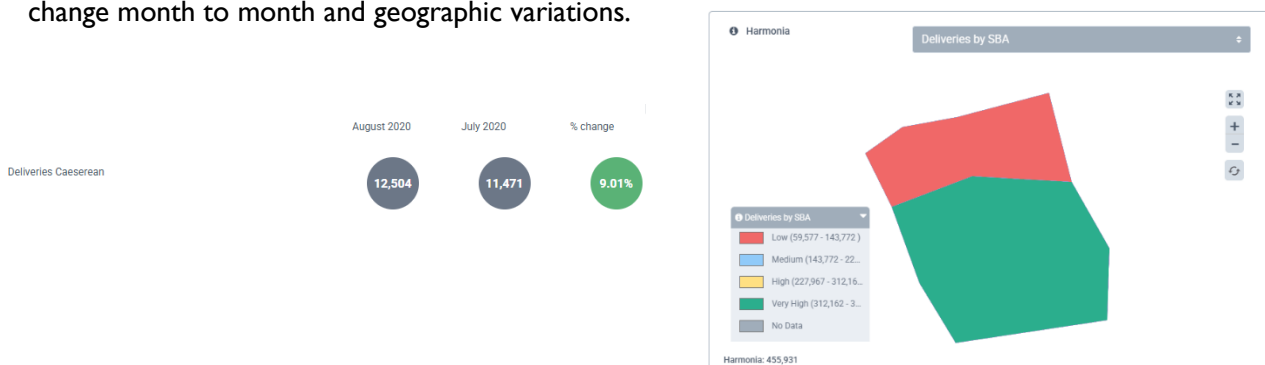 change month to month and geographic variations.
August 2020 July 2020 % change
Deliveries Caeserean 12,504 11,471 9.01%
Harmonia
Deliveries by SBA
+
−
Deliveries by SBA
Low (59,577 - 143,772 )
Medium (143,772 - 22...
High (227,967 - 312,16...
Very High (312,162 - 3...
No Data
Harmonia: 455,931